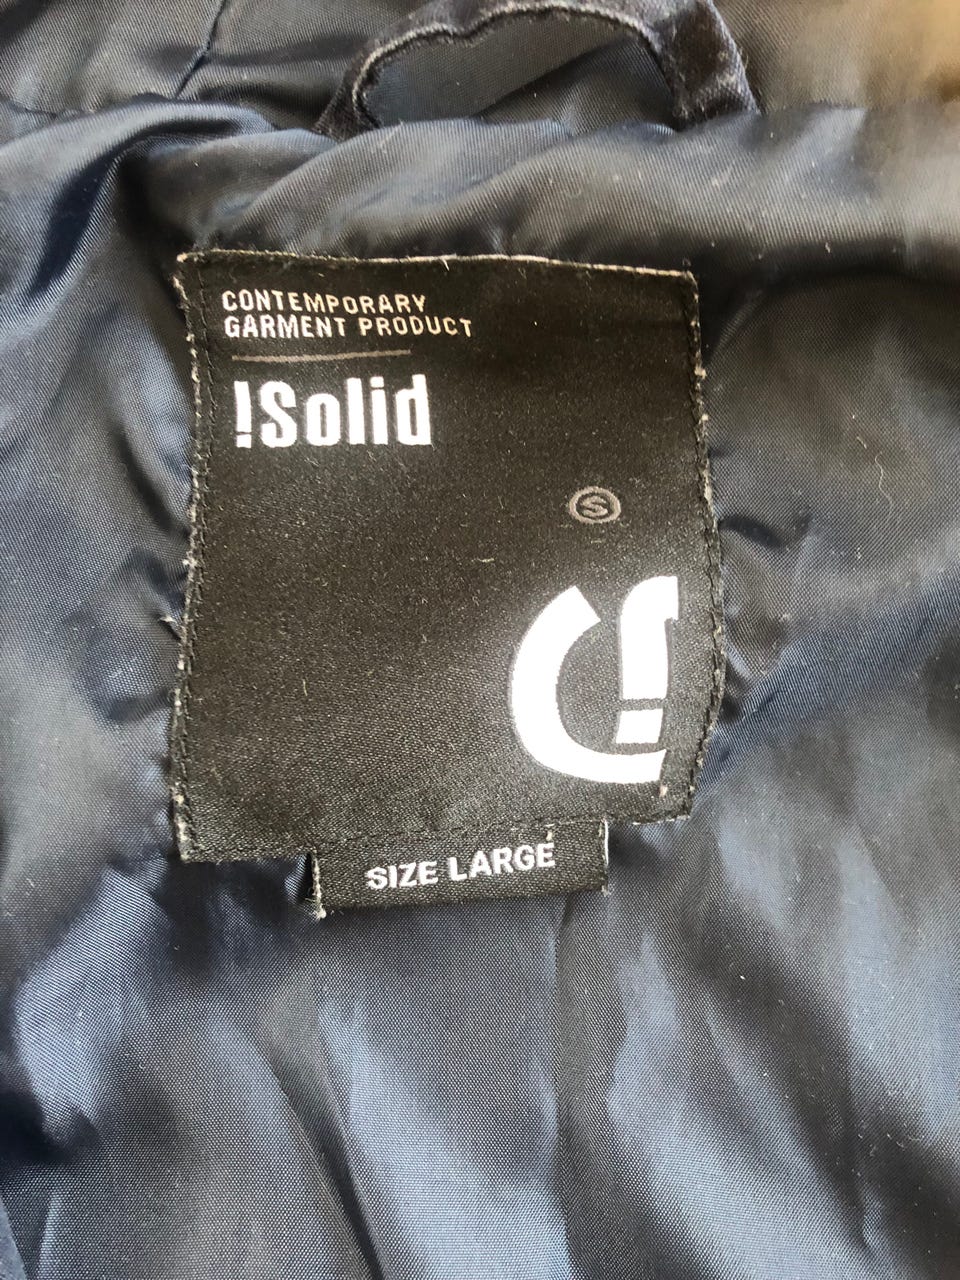 CONTEMPORARY
GARMENT PRODUCT
!Solid
S
SIZE LARGE